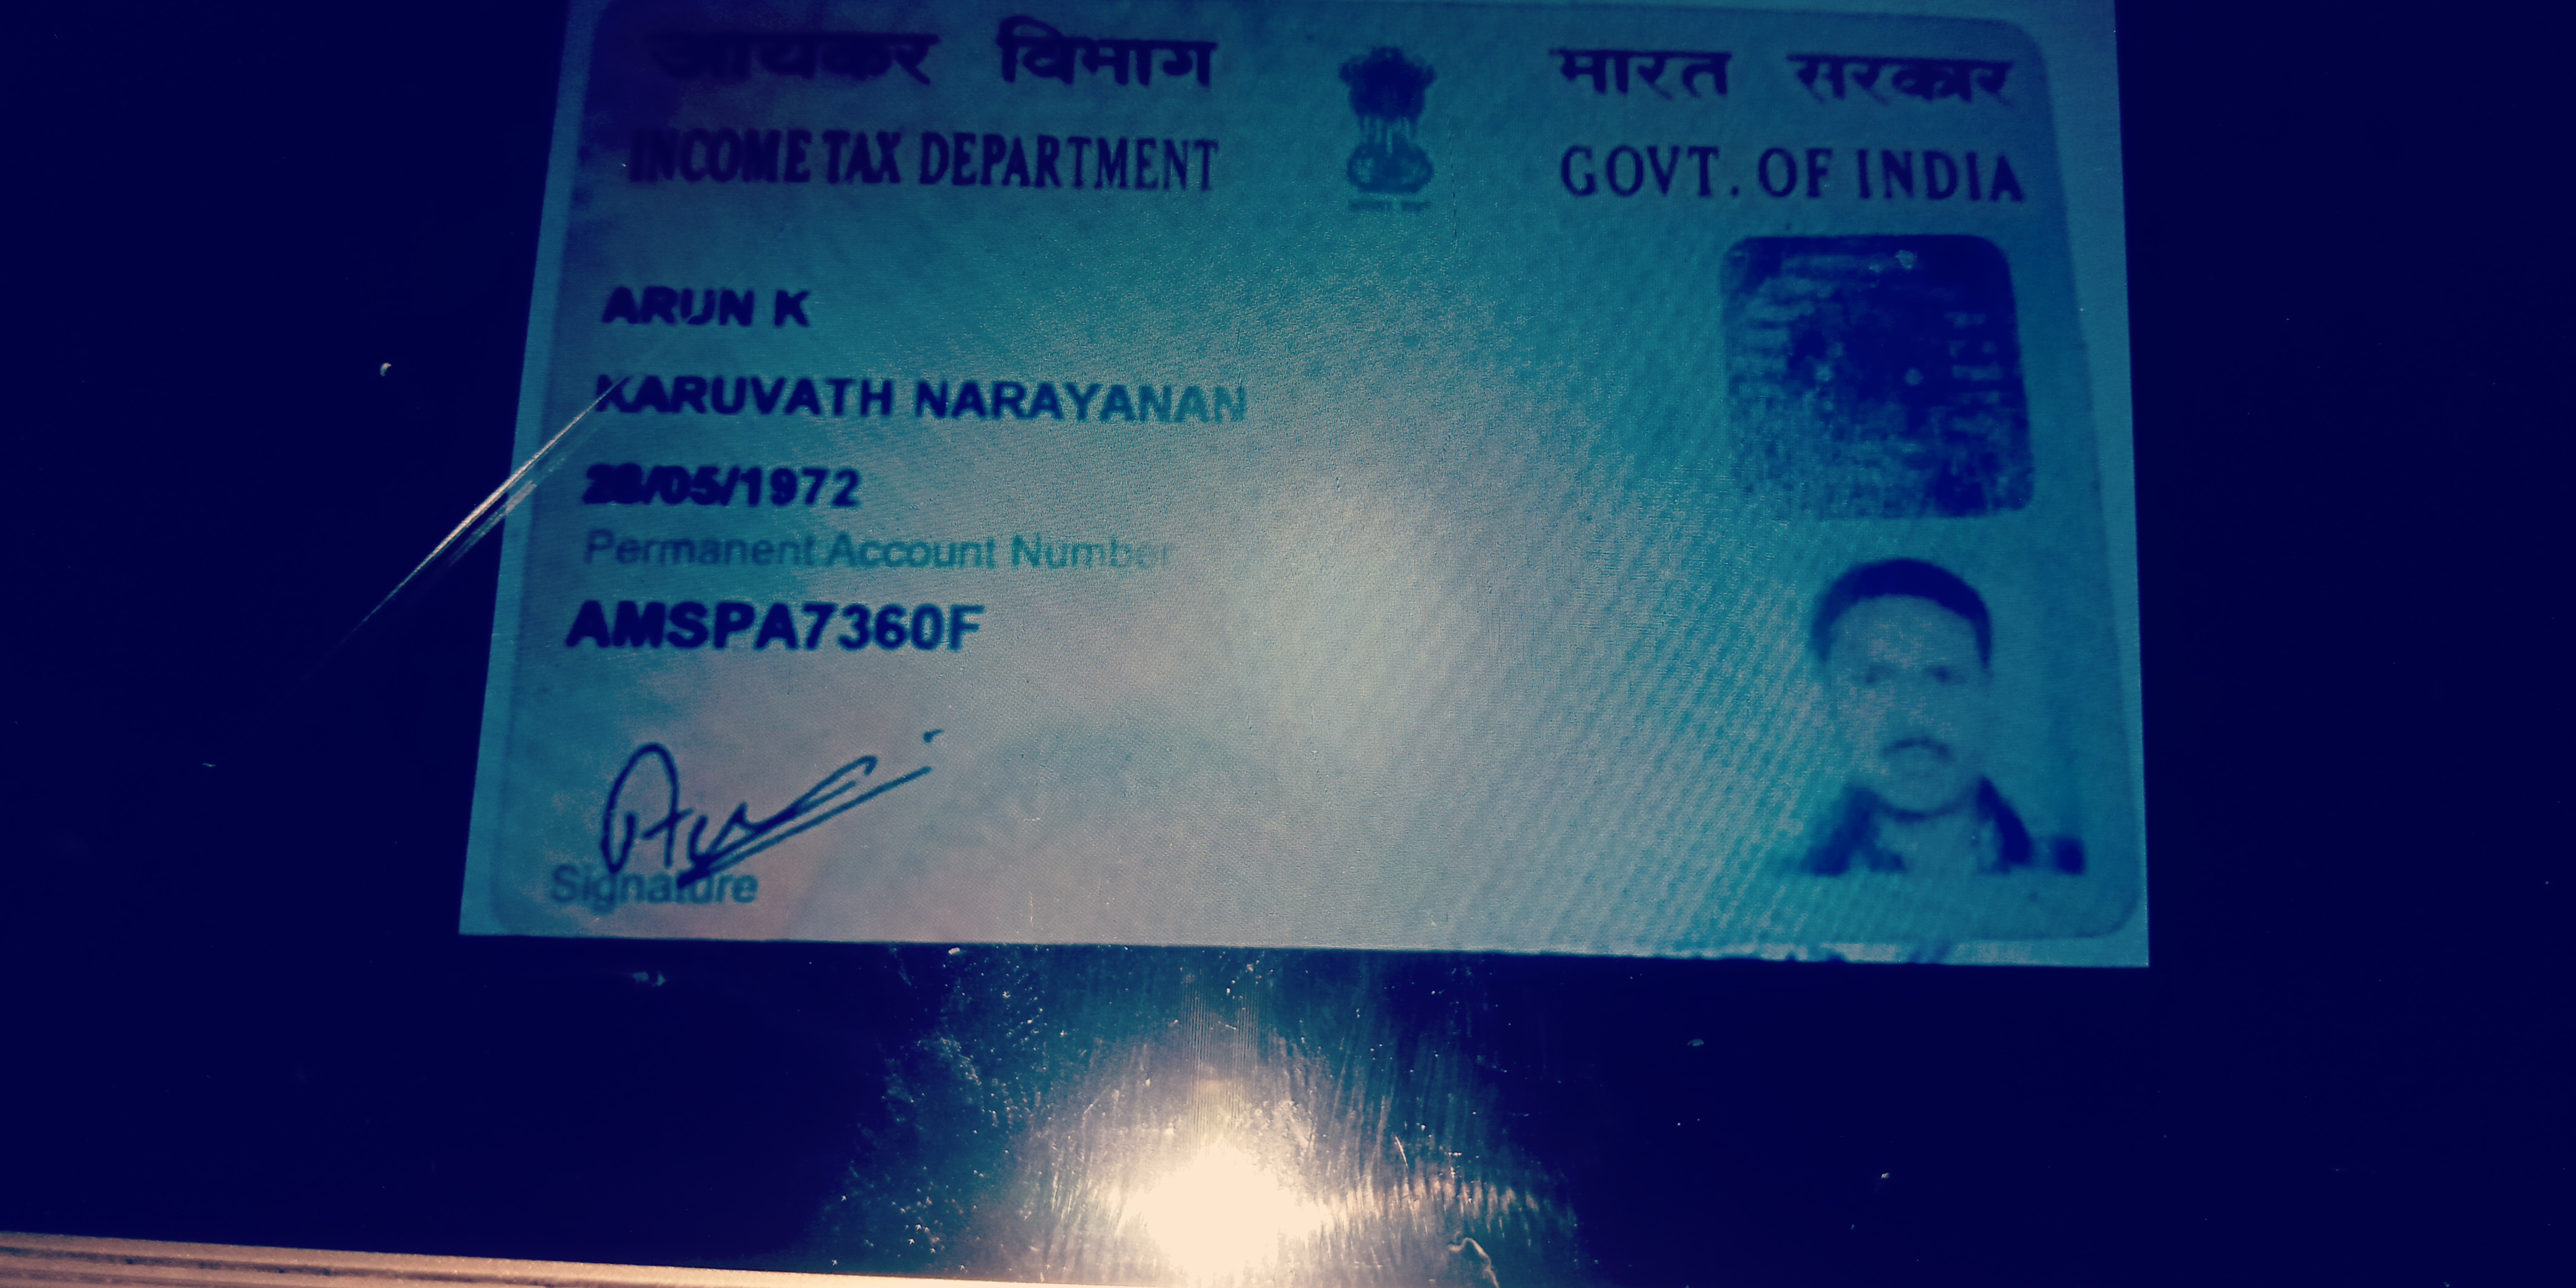 आयकर विभाग
भारत सरकार
INCOME TAX DEPARTMENT
GOVT. OF INDIA
ARUN K
KARUVATH NARAYANAN
28/05/1972
Permanent Account Number
AMSPA7360F
Signature